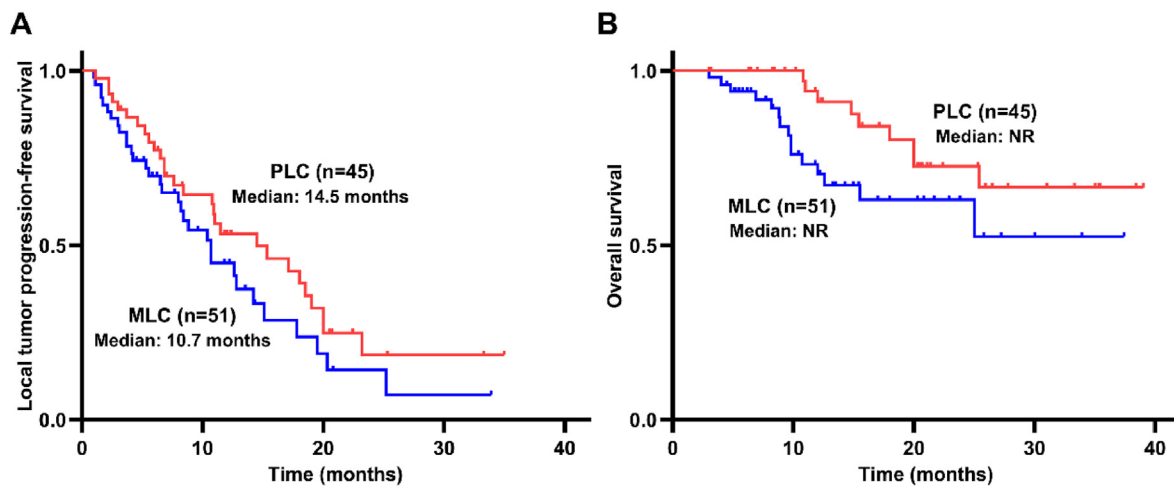 A
Local tumor progression-free survival
1.0
0.5
0.0
PLC (n=45)
Median: 14.5 months
MLC (n=51)
Median: 10.7 months
0 10 20 30 40
Time (months)
B
Overall survival
1.0
0.5
0.0
PLC (n=45)
Median: NR
MLC (n=51)
Median: NR
0 10 20 30 40
Time (months)